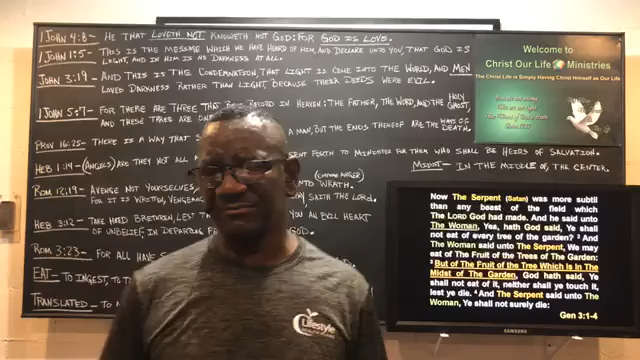 1 JOHN 4:8- HE THAT LOVETH NOT KNOWETH NOT GOD: FOR GOD IS LOVE.
1 JOHN 1:5- THIS IS THE MESSAGE WHICH WE HAVE HEARD OF HIM, AND DECLARE UNTO YOU, THAT GOD IS
LIGHT, AND IN HIM IS NO DARKNESS AT ALL.
JOHN 3:19- AND THIS IS THE CONDEMNATION, THAT LIGHT IS COME INTO THE WORLD, AND MEN
LOVED DARKNESS RATHER THAN LIGHT, BECAUSE THEIR DEEDS WERE EVIL.
1 JOHN 5:7- FOR THERE ARE THREE THAT BEAR RECORD IN HEAVEN: THE FATHER, THE WORD, AND THE HOLY GHOST,
AND THESE THREE ARE
PROV 16:25- THERE IS A WAY THAT A MAN, BUT THE ENDS THEREOF ARE THE WAYS OF DEATH.
HEB 1:14- (ANGELS) ARE THEY NOT ALL FORTH TO MINISTER FOR THEM WHO SHALL BE HEIRS OF SALVATION.
MIDST- IN THE MIDDLE OR THE CENTER.
ROM 12:19- AVENGE NOT YOURSELVES, WRATH.
FOR IT IS WRITTEN, SAITH THE LORD.
HEB 3:12- TAKE HEED BRETHREN, AN EVIL HEART
OF UNBELIEF, IN DEPARTING GOD.
ROM 3:23- FOR ALL HAVE
EAT- TO INGEST,
TRANSLATED- TO
Welcome to
Christ Our Life Ministries
The Christ Life is Simply Having Christ Himself as Our Life
Lifestyle
Now The Serpent (Satan) was more subtil
than any beast of the field which
The LORD God had made. And he said unto
The Woman, Yea, hath God said, Ye shall
not eat of every tree of the garden? 2 And
The Woman said unto The Serpent, We may
eat of The Fruit of the Trees of The Garden:
3 But of The Fruit of the Tree Which is in The
Midst of The Garden, God hath said, Ye
shall not eat of it, neither shall ye touch it,
lest ye die. 4 And The Serpent said unto The
Woman, Ye shall not surely die:
Gen 3:1-4
SAMSUNG